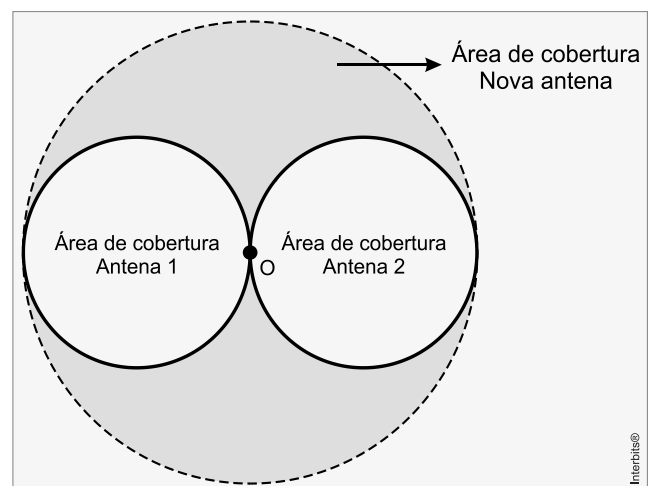 Área de cobertura
Nova antena
Área de cobertura
Antena 1
Área de cobertura
Antena 2
O
Interbits®